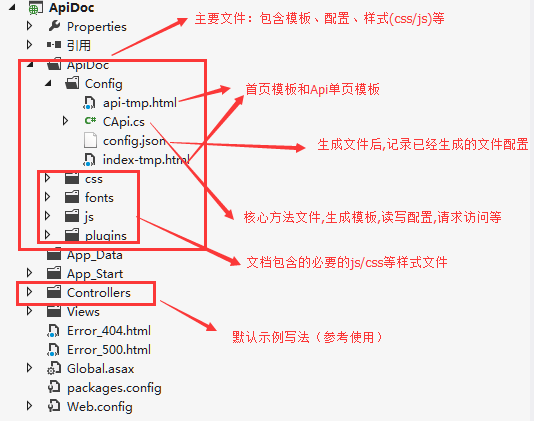 ApiDoc
主要文件：包含模板、配置、样式(css/js)等
Properties
引用
ApiDoc
Config
首页模板和Api单页模板
api-tmp.html
CApi.cs
config.json
生成文件后,记录已经生成的文件配置
index-tmp.html
css
fonts
核心方法文件,生成模板,读写配置,请求访问等
js
plugins
App_Data
文档包含的必要的js/css等样式文件
App_Start
Controllers
Views
Error_404.html
默认示例写法（参考使用）
Error_500.html
Global.asax
packages.config
Web.config